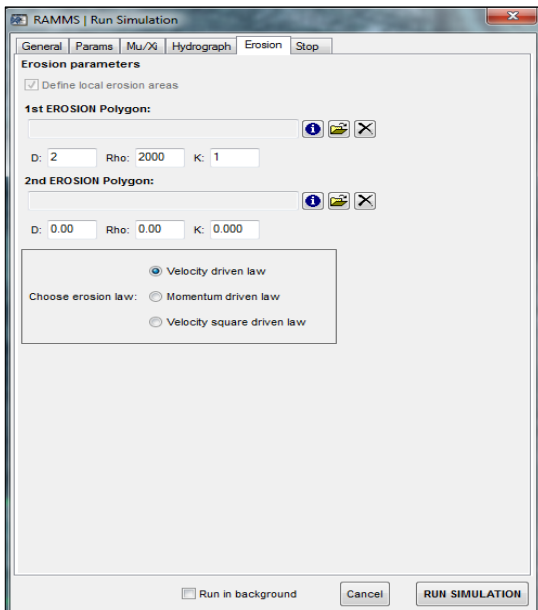 RAMMS | Run Simulation
General Params Mu/Xi Hydrograph Erosion Stop
Erosion parameters
Define local erosion areas
1st EROSION Polygon:
D: 2 Rho: 2000 K: 1
2nd EROSION Polygon:
D: 0.00 Rho: 0.00 K: 0.000
Velocity driven law
Choose erosion law: Momentum driven law
Velocity square driven law
Run in background Cancel RUN SIMULATION